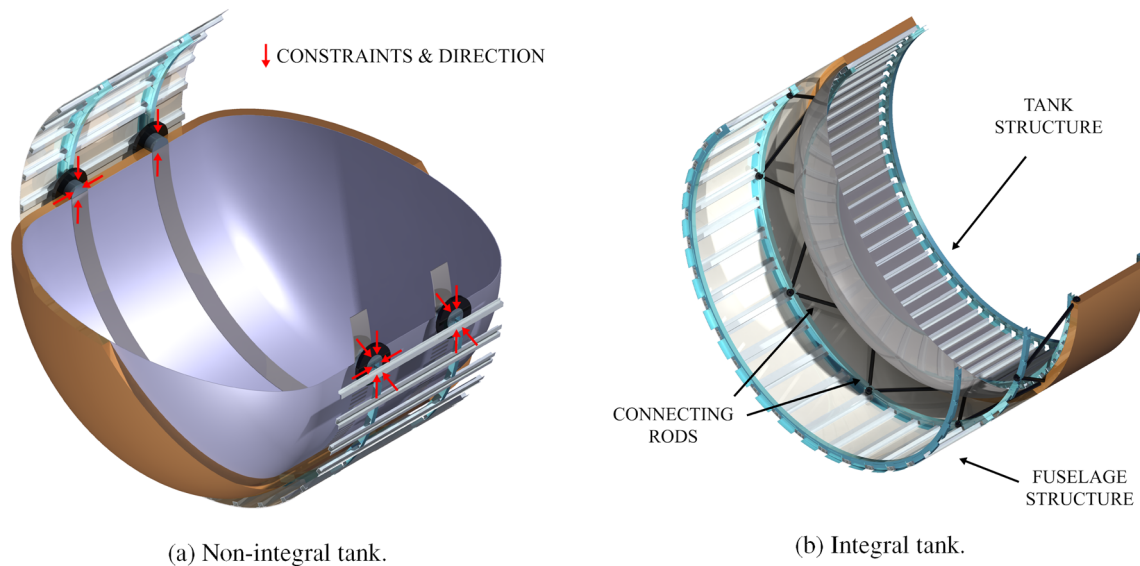 CONSTRAINTS & DIRECTION
TANK
STRUCTURE
CONNECTING
RODS
FUSELAGE
STRUCTURE
(a) Non-integral tank.
(b) Integral tank.